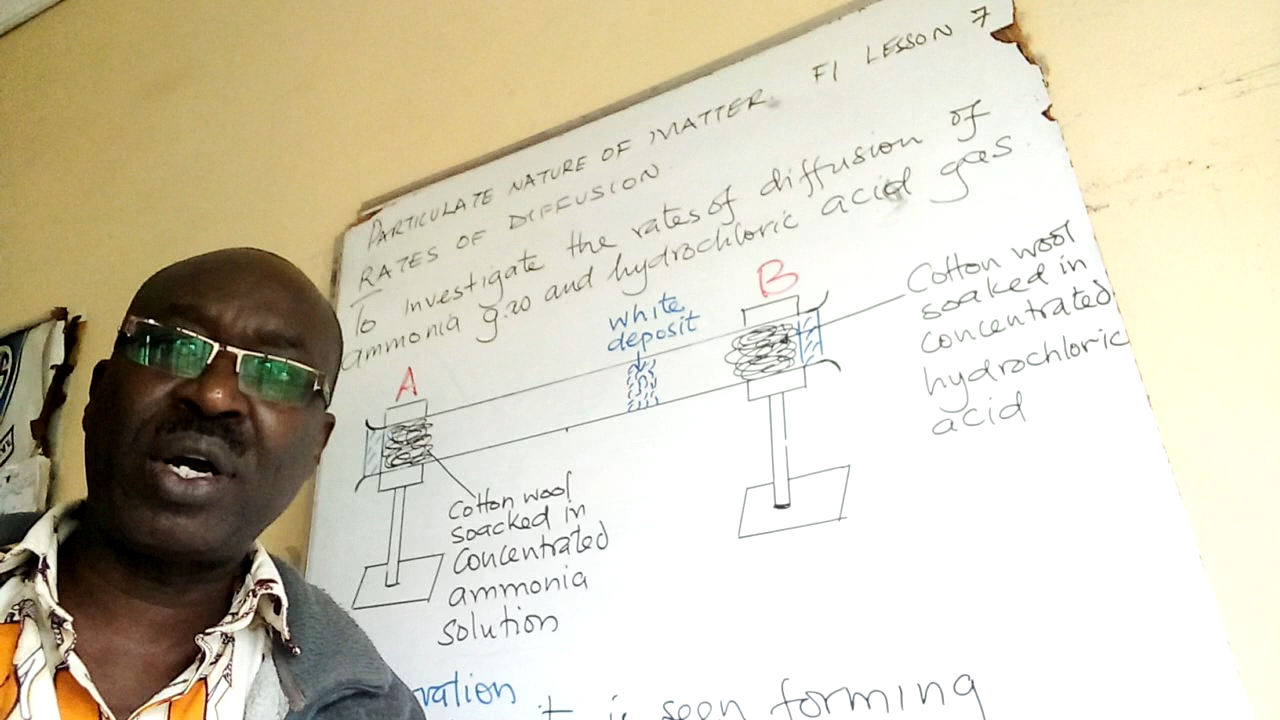 PARTICULATE NATURE OF MATTER. F1 LESSON 7
RATES OF DIFFUSION.
To investigate the rates of diffusion of
ammonia gas and hydrochloric acid gas.
white
deposit
A
B
Cotton wool
soaked in
concentrated
hydrochloric
acid
Cotton wool
soacked in
Concentrated
ammonia
solution
vation
it is seen forming